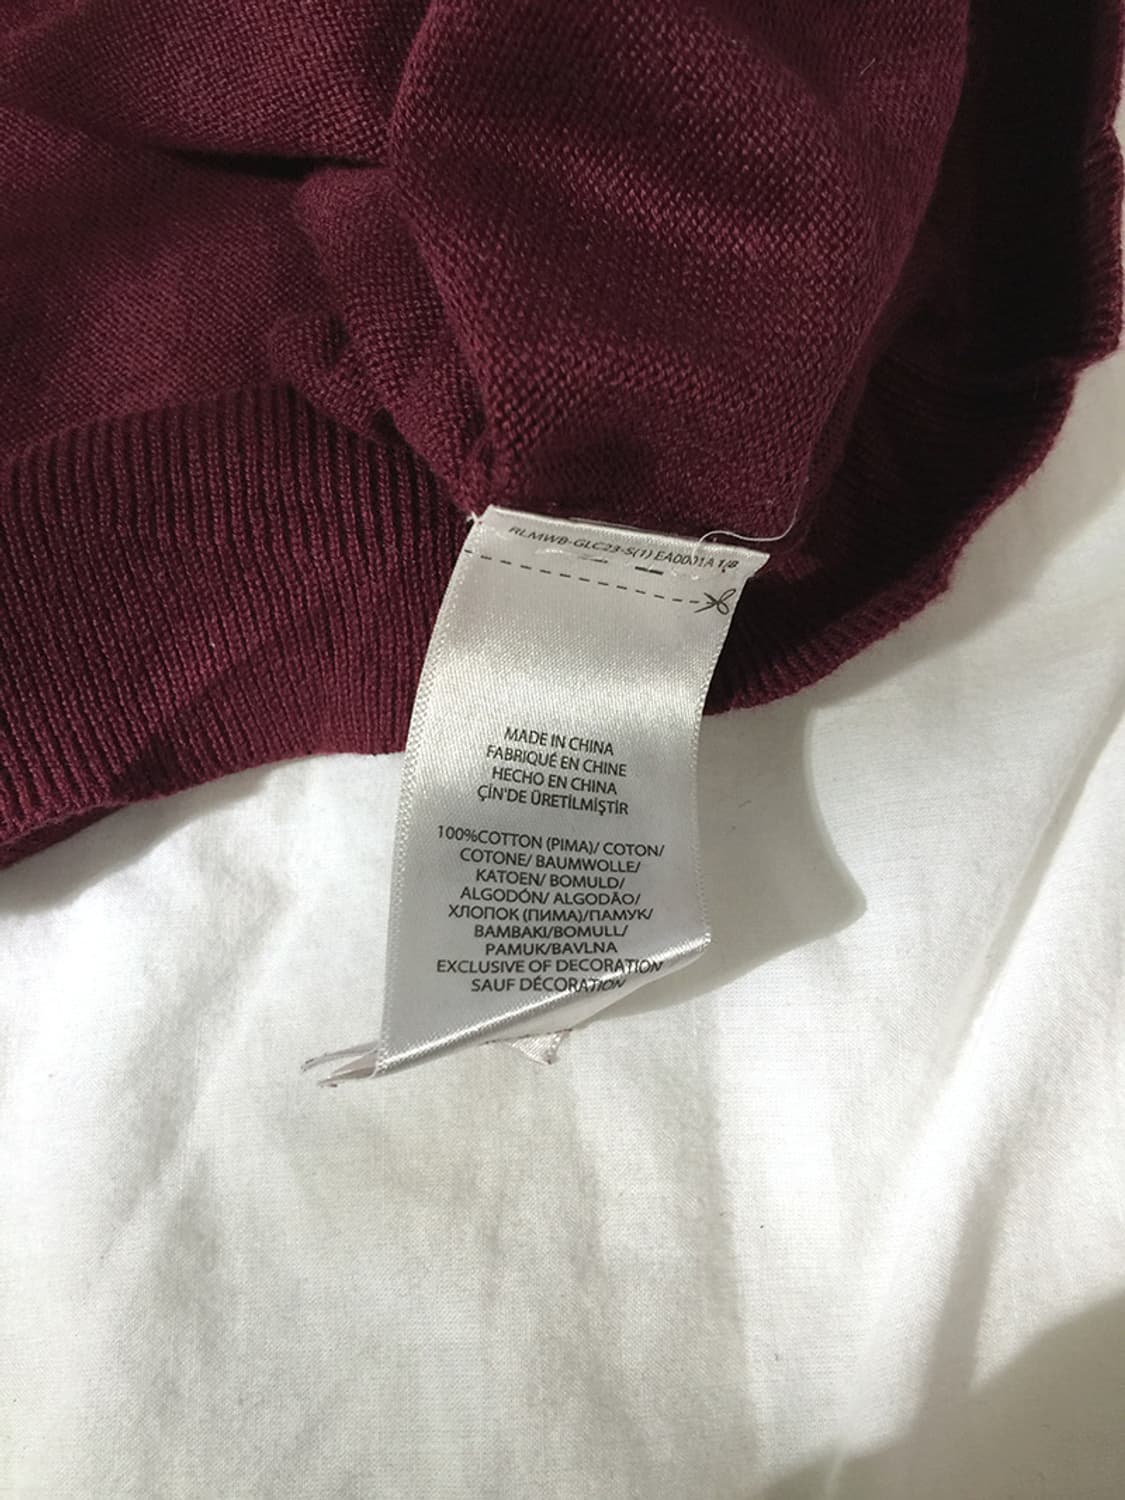 RLMWB-GLC23-S(1) EA0001A 1/8
MADE IN CHINA
FABRIQUÉ EN CHINE
HECHO EN CHINA
ÇİN'DE ÜRETİLMİŞTİR
100%COTTON (PIMA)/ COTON/
COTONE/ BAUMWOLLE/
KATOEN/ BOMULD/
ALGODÓN/ ALGODÃO/
ХЛОПОК (ПИМА)/ПАМУК/
BAMBAKI/BOMULL/
PAMUK/BAVLNA
EXCLUSIVE OF DECORATION
SAUF DÉCORATION